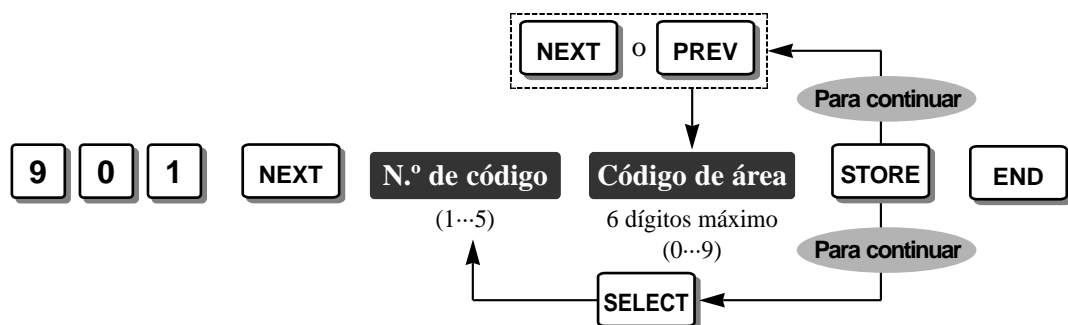 NEXT o PREV
Para continuar
9 0 1 NEXT N.º de código Código de área STORE END
(1···5) 6 dígitos máximo
(0···9)
Para continuar
SELECT